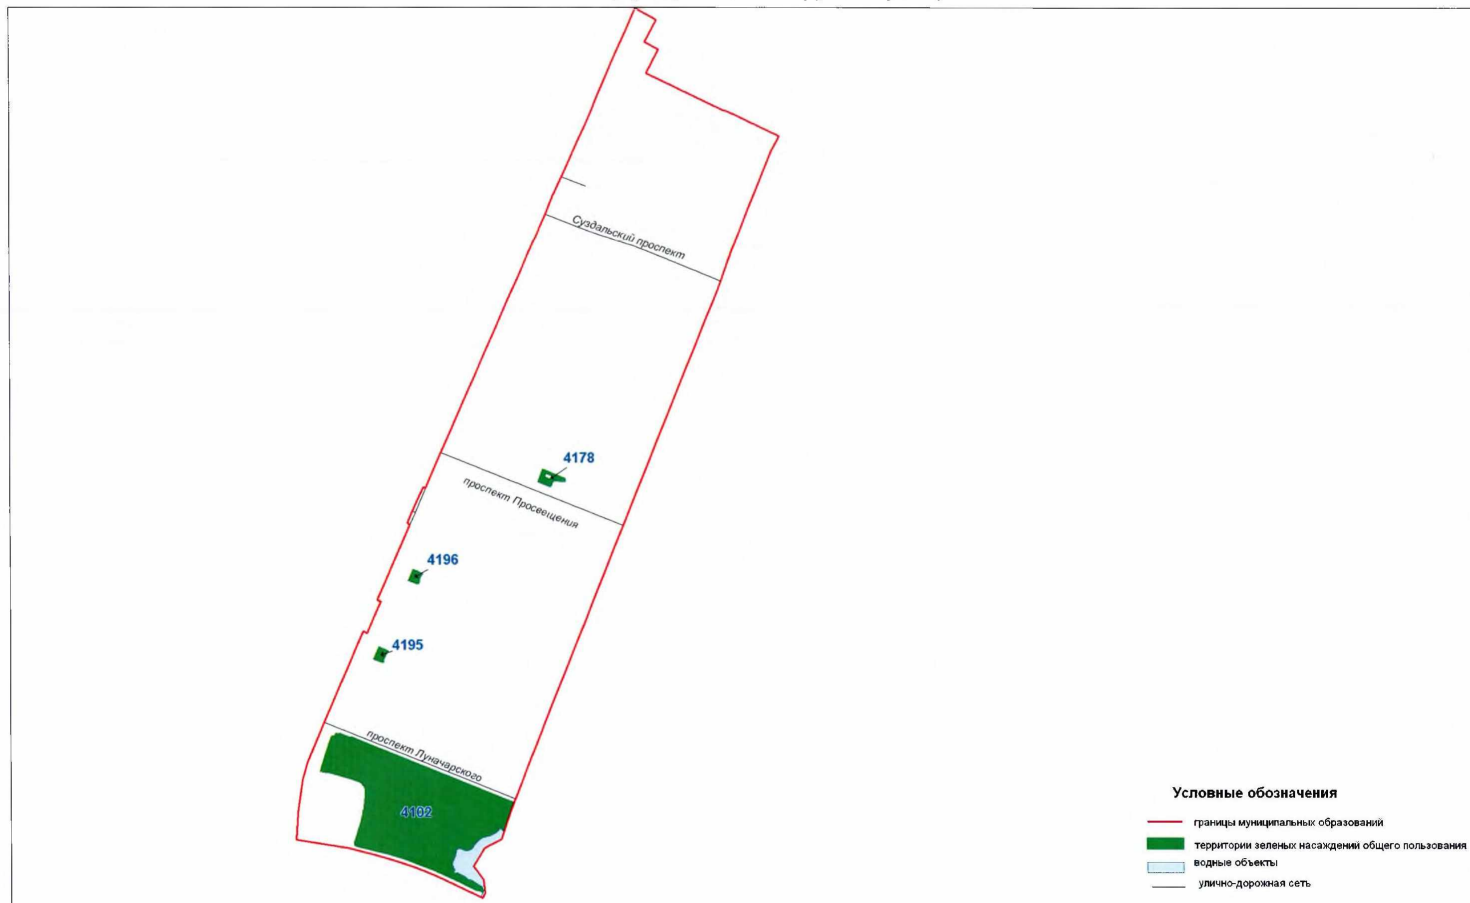 Суздальский проспект
4178
проспект Просвещения
4196
4195
проспект Луначарского
4102
Условные обозначения
границы муниципальных образований
территории зеленых насаждений общего пользования
водные объекты
улично-дорожная сеть